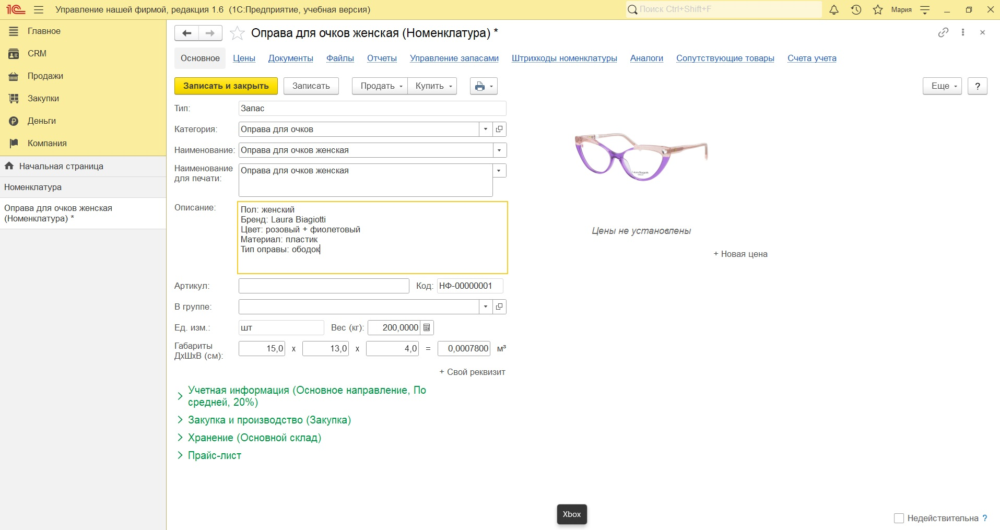 1С Управление нашей фирмой, редакция 1.6 (1С:Предприятие, учебная версия) Поиск Ctrl+Shift+F Мария
Главное
CRM
Продажи
Закупки
Деньги
Компания
Начальная страница
Номенклатура
Оправа для очков женская
(Номенклатура) *
Оправа для очков женская (Номенклатура) *
Основное Цены Документы Файлы Отчеты Управление запасами Штрихкоды номенклатуры Аналоги Сопутствующие товары Счета учета
Записать и закрыть Записать Продать Купить Еще ?
Тип: Запас
Категория: Оправа для очков
Наименование: Оправа для очков женская
Наименование
для печати: Оправа для очков женская
Описание: Пол: женский
Бренд: Laura Biagiotti
Цвет: розовый + фиолетовый
Материал: пластик
Тип оправы: ободок
Артикул: Код: НФ-00000001
В группе:
Ед. изм.: шт Вес (кг): 200,0000
Габариты
ДхШхВ (см): 15,0 x 13,0 x 4,0 = 0,0007800 м³
+ Свой реквизит
Учетная информация (Основное направление, По
средней, 20%)
Закупка и производство (Закупка)
Хранение (Основной склад)
Прайс-лист
Laura Biagiotti
Цены не установлены
+ Новая цена
Xbox
Недействительна ?